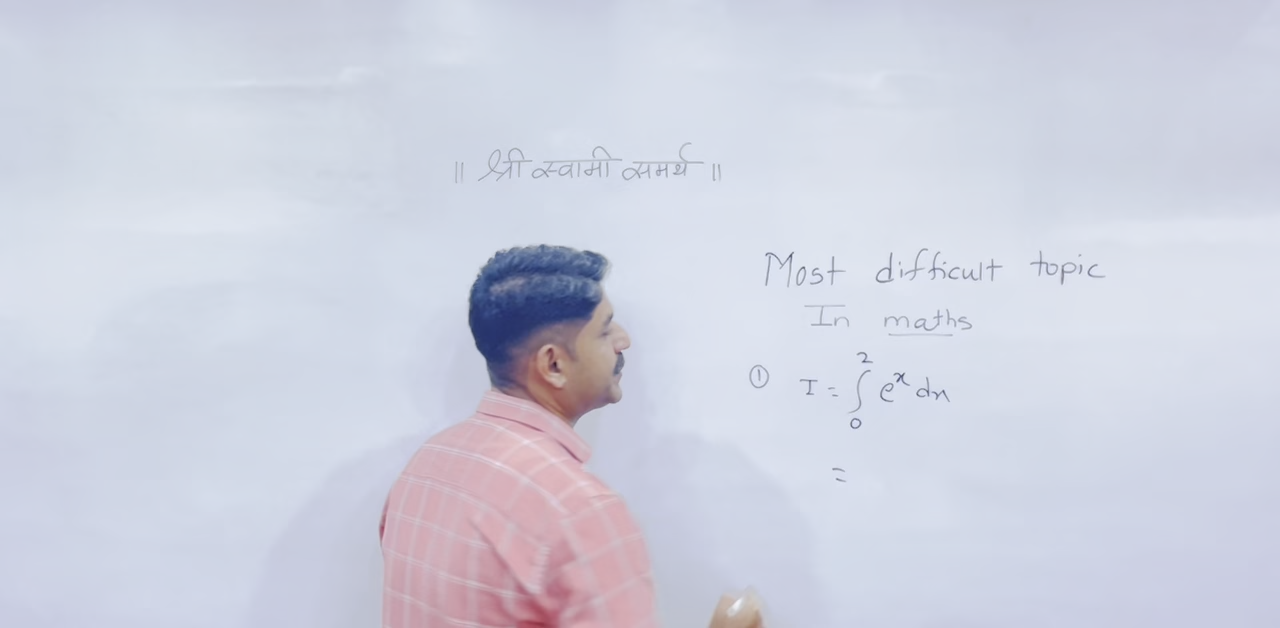 || श्री स्वामी समर्थ ||
Most difficult topic
In maths
① I = ∫₀² eˣ dx
=